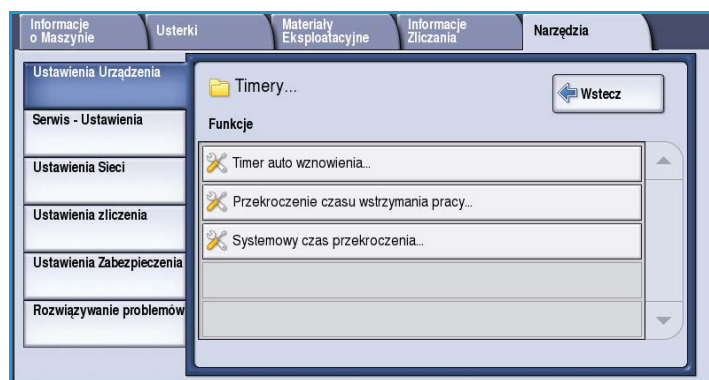 Informacje
o Maszynie
Usterki
Materiały
Eksploatacyjne
Informacje
Zliczania
Narzędzia
Ustawienia Urządzenia
Serwis - Ustawienia
Ustawienia Sieci
Ustawienia zliczenia
Ustawienia Zabezpieczenia
Rozwiązywanie problemów
Timery...
Wstecz
Funkcje
Timer auto wznowienia...
Przekroczenie czasu wstrzymania pracy...
Systemowy czas przekroczenia...